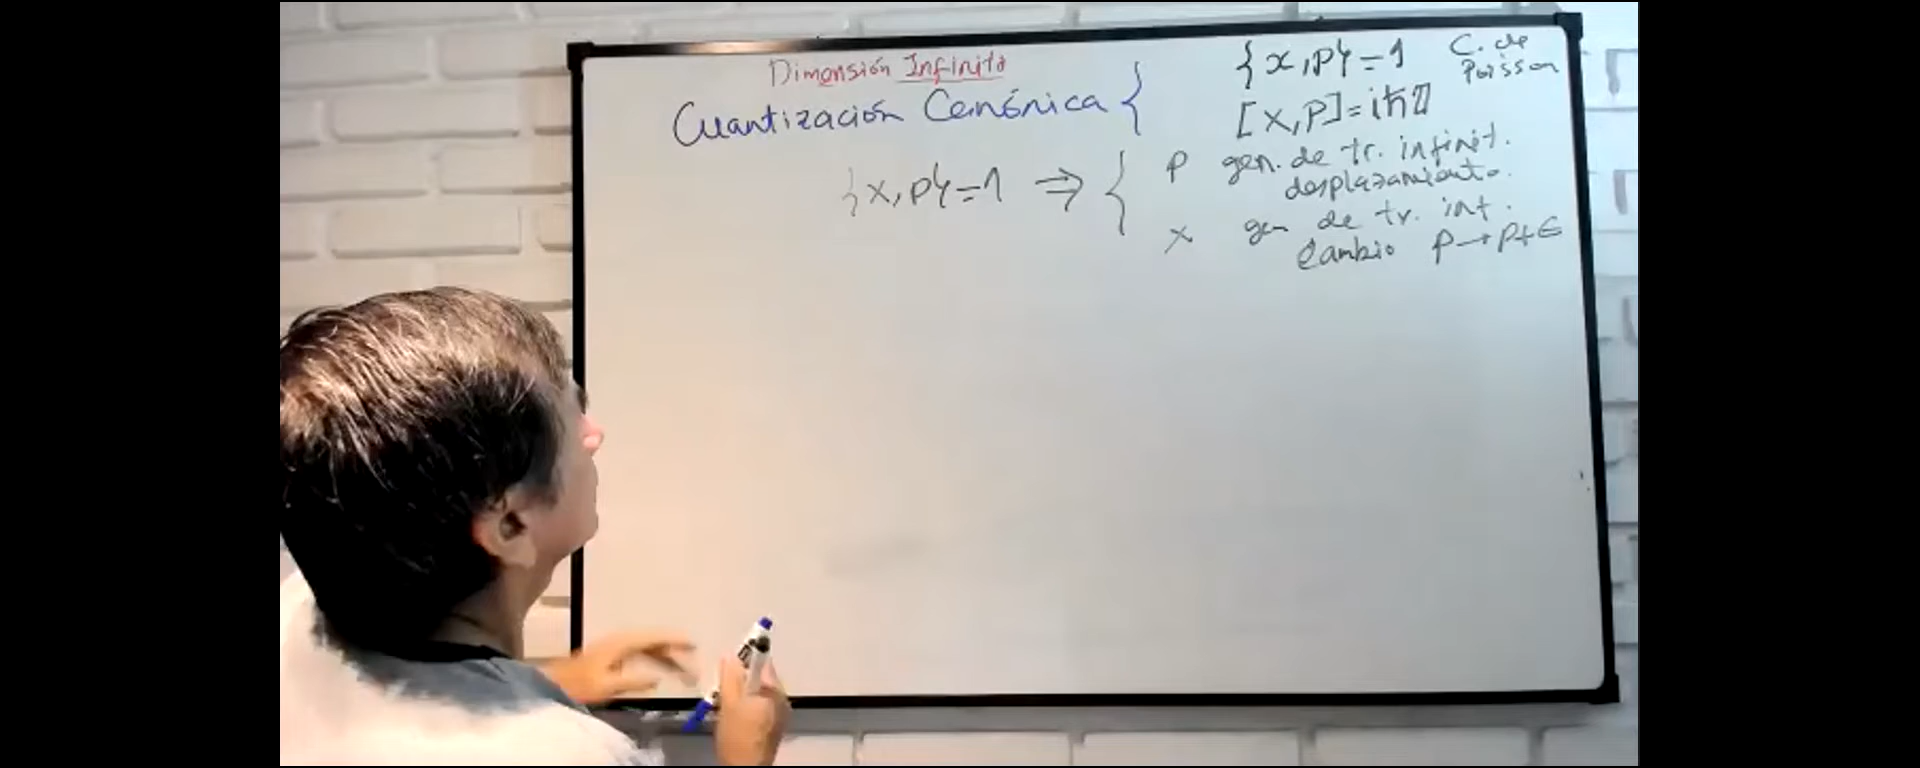 Dimensión Infinita
Cuantización Canónica {
{x,p}=1 C. de Poisson
[X,P]=iħ𝟙
{x,p}=1 ⇒ {
p gen. de tr. infinit.
desplazamiento.
x gen de tr. inf.
Cambio p→p+ϵ